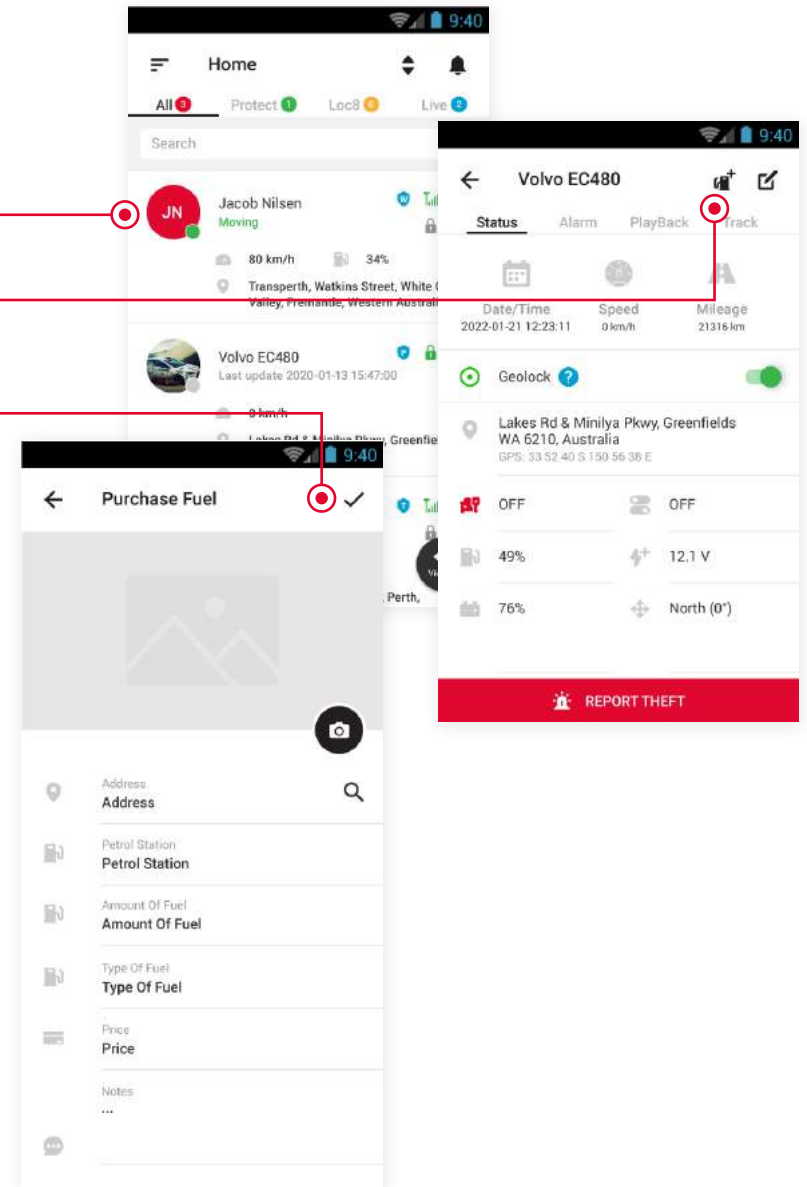 9:40
Home
All 3 Protect 1 Loc8 Live 2
Search
JN
Jacob Nilsen
Moving
80 km/h 34%
Transperth, Watkins Street, White
Valley, Fremantle, Western
Volvo EC480
Last update 2020-01-13 15:47:00
0 km/h
Lakes Rd & Minilya Pkwy,
Perth,
9:40
Volvo EC480
Status Alarm PlayBack Track
Date/Time Speed Mileage
2022-01-21 12:23:11 0 km/h 21316 km
Geolock ?
Lakes Rd & Minilya Pkwy, Greenfields
WA 6210, Australia
GPS: 33 52 40 S 150 56 38 E
OFF OFF
49% 12.1 V
76% North (0°)
REPORT THEFT
9:40
Purchase Fuel
Address
Address
Petrol Station
Petrol Station
Amount Of Fuel
Amount Of Fuel
Type Of Fuel
Type Of Fuel
Price
Price
Notes
...